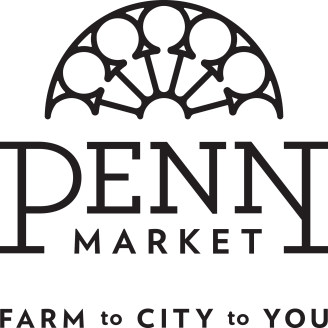 PENN
MARKET
FARM to CITY to YOU